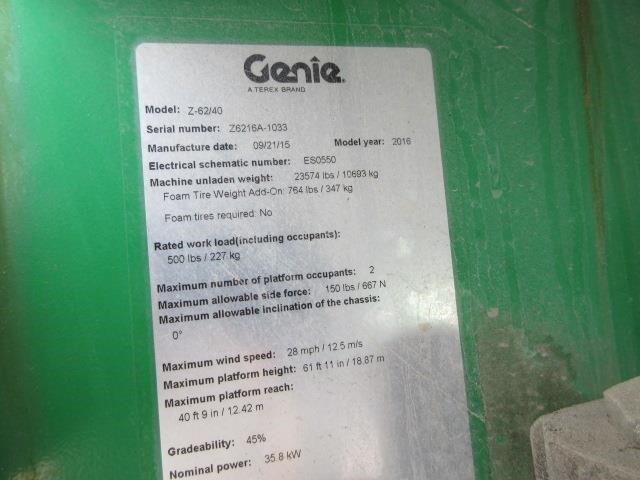 Genie
A TEREX BRAND
Model: Z-62/40
Serial number: Z6216A-1033
Manufacture date: 09/21/15 Model year: 2016
Electrical schematic number: ES0550
Machine unladen weight: 23574 lbs / 10693 kg
Foam Tire Weight Add-On: 764 lbs / 347 kg
Foam tires required: No
Rated work load(including occupants):
500 lbs / 227 kg
Maximum number of platform occupants: 2
Maximum allowable side force: 150 lbs / 667 N
Maximum allowable inclination of the chassis:
0°
Maximum wind speed: 28 mph / 12.5 m/s
Maximum platform height: 61 ft 11 in / 18.87 m
Maximum platform reach:
40 ft 9 in / 12.42 m
Gradeability: 45%
Nominal power: 35.8 kW